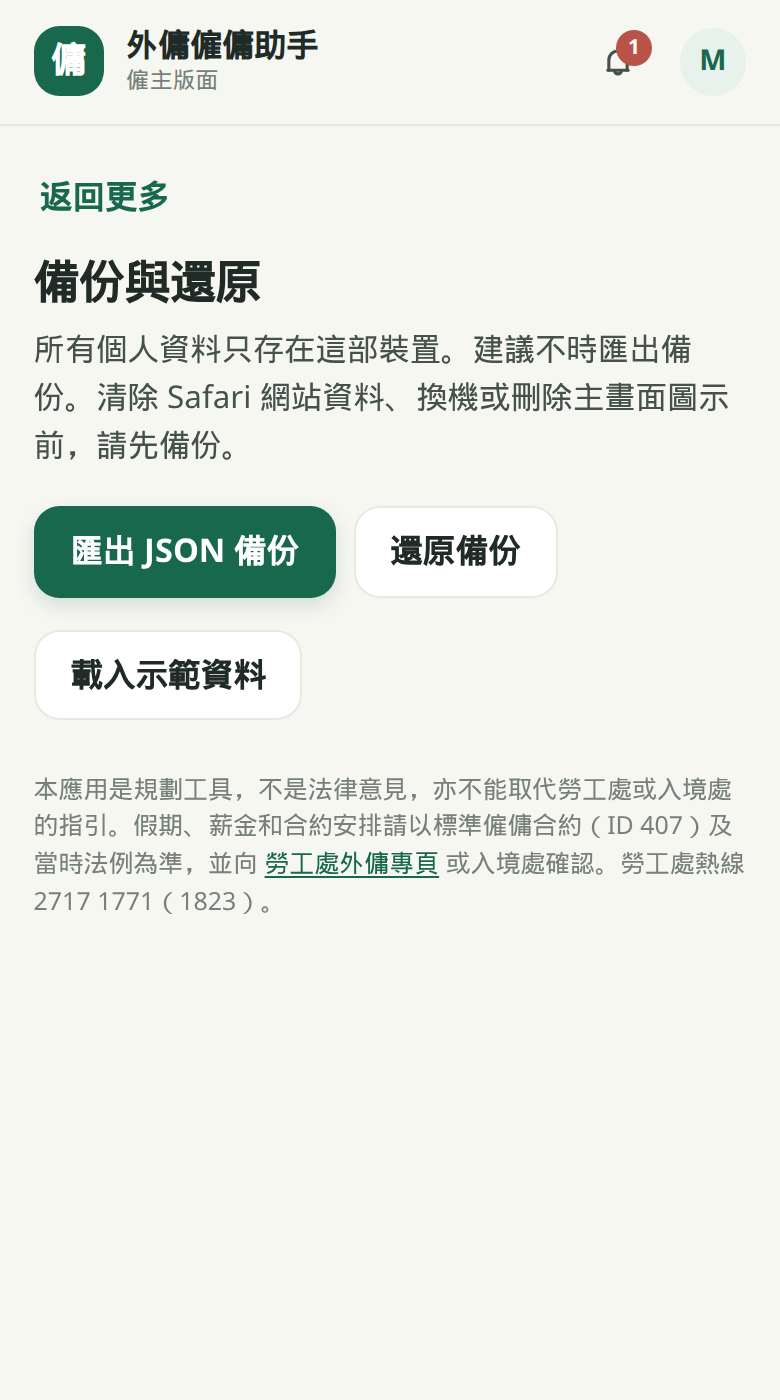 傭
外傭僱傭助手
僱主版面
1
M
返回更多
備份與還原
所有個人資料只存在這部裝置。建議不時匯出備
份。清除 Safari 網站資料、換機或刪除主畫面圖示
前，請先備份。
匯出 JSON 備份
還原備份
載入示範資料
本應用是規劃工具，不是法律意見，亦不能取代勞工處或入境處
的指引。假期、薪金和合約安排請以標準僱傭合約（ID 407）及
當時法例為準，並向 勞工處外傭專頁 或入境處確認。勞工處熱線
2717 1771（1823）。